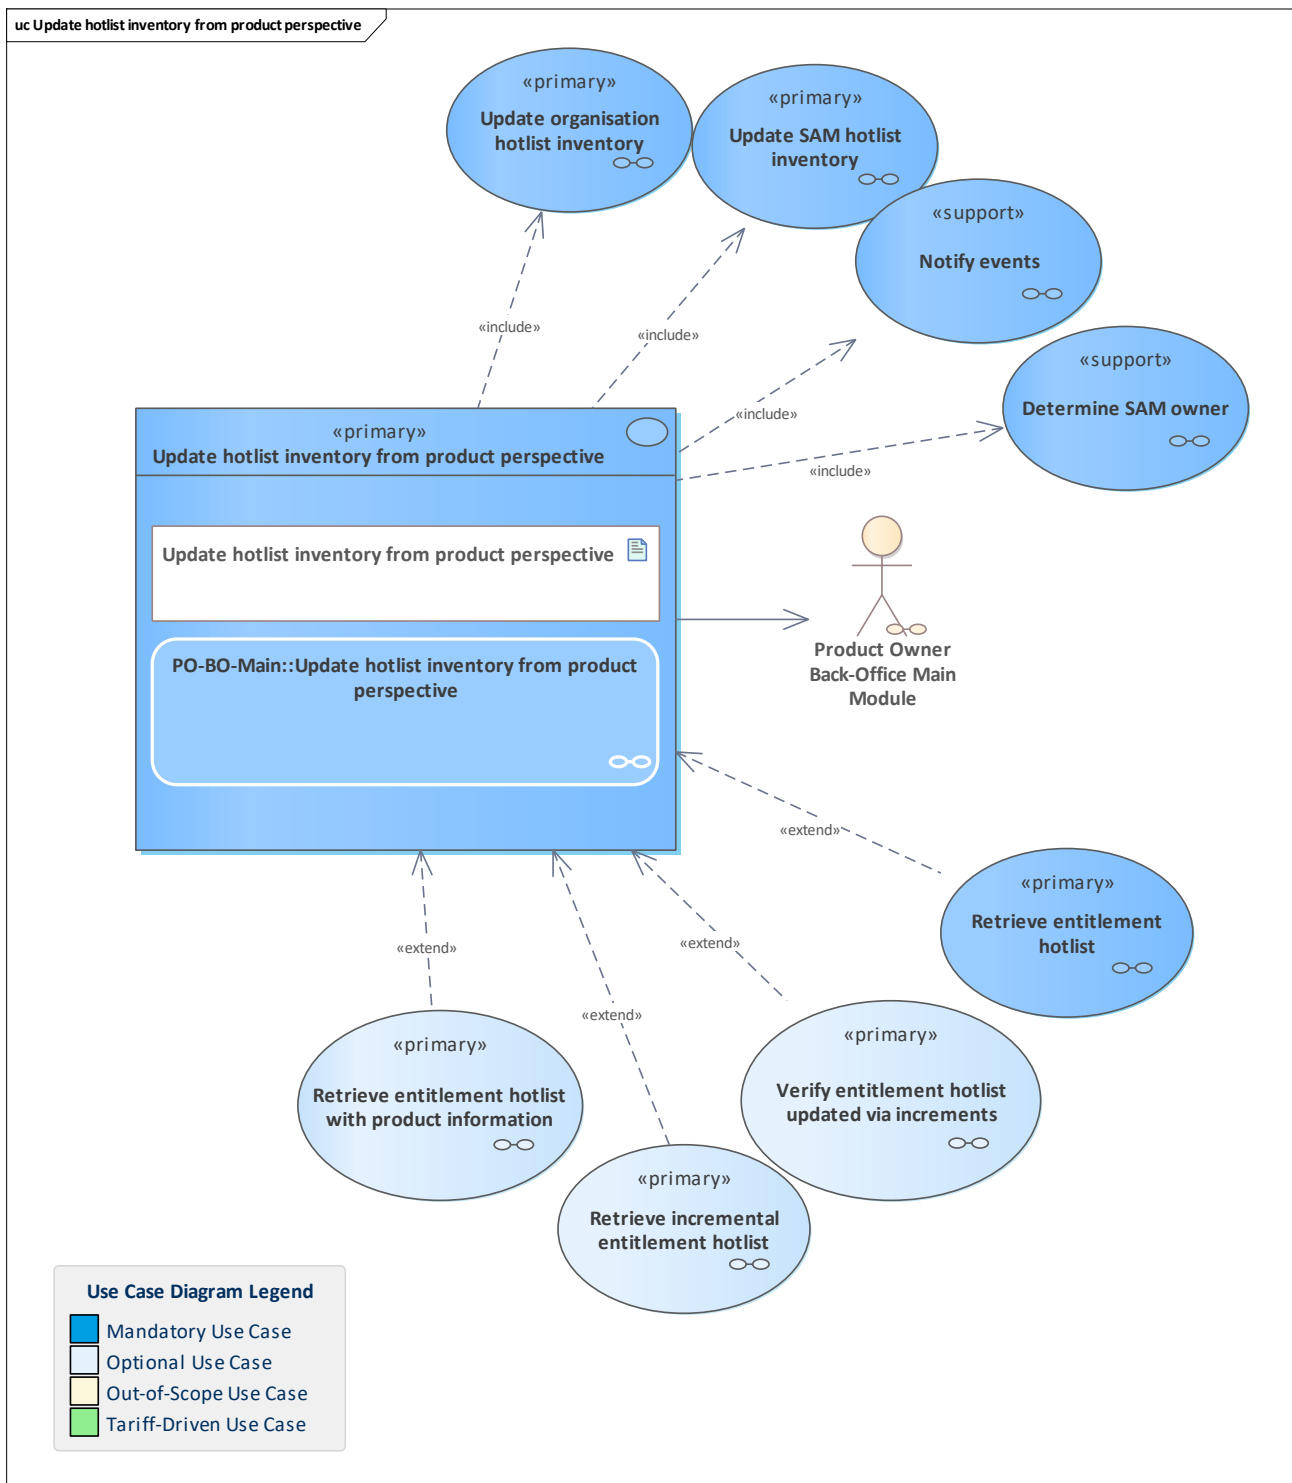 uc Update hotlist inventory from product perspective
«primary»
Update organisation
hotlist inventory
«primary»
Update SAM hotlist
inventory
«support»
Notify events
«support»
Determine SAM owner
«include»
«include»
«include»
«include»
«primary»
Update hotlist inventory from product perspective
Update hotlist inventory from product perspective
PO-BO-Main::Update hotlist inventory from product
perspective
Product Owner
Back-Office Main
Module
«extend»
«extend»
«extend»
«extend»
«primary»
Retrieve entitlement
hotlist
«primary»
Verify entitlement hotlist
updated via increments
«primary»
Retrieve entitlement hotlist
with product information
«primary»
Retrieve incremental
entitlement hotlist
Use Case Diagram Legend
Mandatory Use Case
Optional Use Case
Out-of-Scope Use Case
Tariff-Driven Use Case